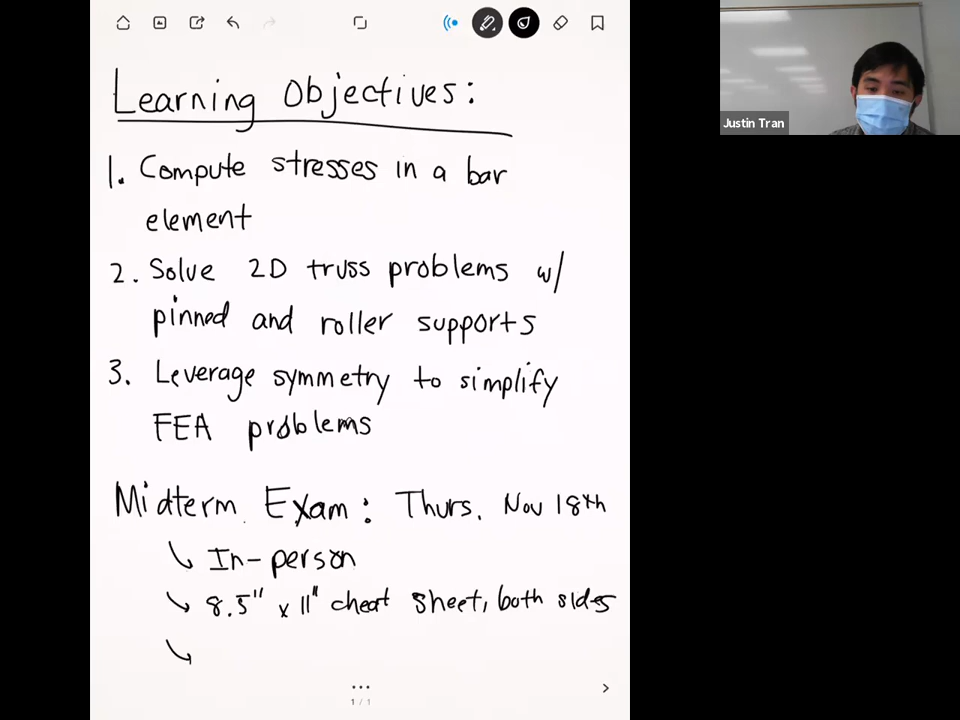 Learning Objectives:
1. Compute stresses in a bar
element
2. Solve 2D truss problems w/
pinned and roller supports
3. Leverage symmetry to simplify
FEA problems
Midterm Exam: Thurs. Nov 18th
↳ In-person
↳ 8.5" x 11" cheat sheet, both sides
↳
1 / 1
Justin Tran